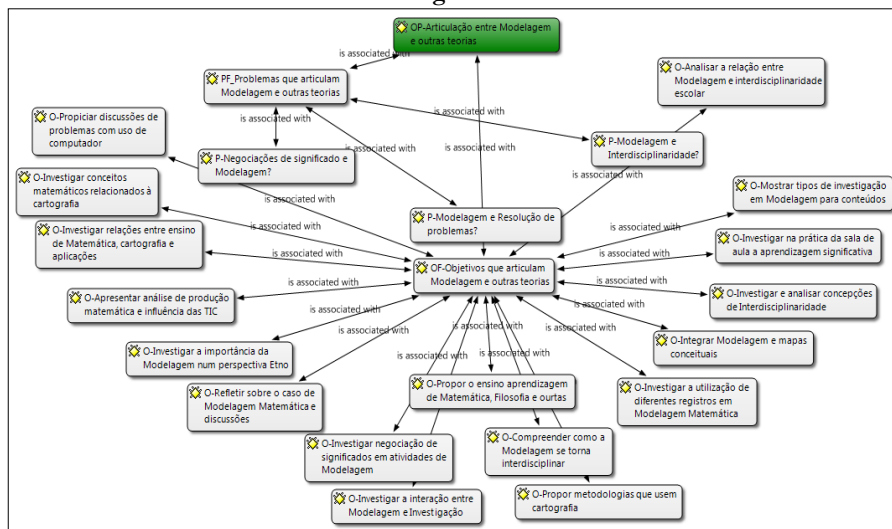 OP-Articulação entre Modelagem
e outras teorias
is associated with
is associated with
O-Analisar a relação entre
Modelagem e interdisciplinaridade
escolar
PF_Problemas que articulam
Modelagem e outras teorias
is associated with
O-Propiciar discussões de
problemas com uso de
computador
is associated with
is associated with
is associated with
is associated with
P-Modelagem e
Interdisciplinaridade?
P-Negociações de significado e
Modelagem?
O-Investigar conceitos
matemáticos relacionados à
cartografia
is associated with
is associated with
O-Mostrar tipos de investigação
em Modelagem para conteúdos
is associated with
P-Modelagem e Resolução de
problemas?
O-Investigar relações entre ensino
de Matemática, cartografia e
aplicações
is associated with
is associated with
O-Investigar na prática da sala de
aula a aprendizagem significativa
OF-Objetivos que articulam
Modelagem e outras teorias
is associated with
is associated with
O-Apresentar análise de produção
matemática e influência das TIC
O-Investigar e analisar concepções
de Interdisciplinaridade
is associated with
is associated with
is associated with
is associated with
O-Investigar a importância da
Modelagem num perspectiva Etno
is associated with
is associated with
O-Integrar Modelagem e mapas
conceituais
O-Refletir sobre o caso de
Modelagem Matemática e
discussões
O-Propor o ensino aprendizagem
de Matemática, Filosofia e ourtas
O-Investigar a utilização de
diferentes registros em
Modelagem Matemática
O-Investigar negociação de
significados em atividades de
Modelagem
O-Compreender como a
Modelagem se torna
interdisciplinar
O-Investigar a interação entre
Modelagem e Investigação
O-Propor metodologias que usem
cartografia